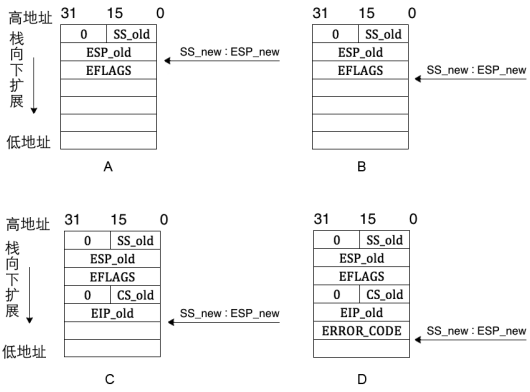 高地址 31 15 0
0 SS_old
ESP_old
EFLAGS
SS_new : ESP_new
栈向下扩展
低地址
A
31 15 0
0 SS_old
ESP_old
EFLAGS
SS_new : ESP_new
B
高地址 31 15 0
0 SS_old
ESP_old
EFLAGS
0 CS_old
EIP_old
SS_new : ESP_new
栈向下扩展
低地址
C
31 15 0
0 SS_old
ESP_old
EFLAGS
0 CS_old
EIP_old
ERROR_CODE
SS_new : ESP_new
D